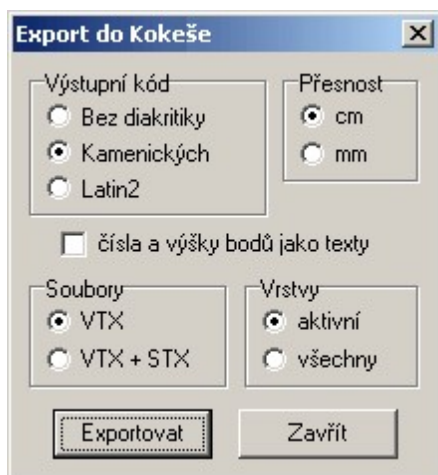 Export do Kokeše
Výstupní kód
Bez diakritiky
Kamenických
Latin2
Přesnost
cm
mm
čísla a výšky bodů jako texty
Soubory
VTX
VTX + STX
Vrstvy
aktivní
všechny
Exportovat
Zavřít